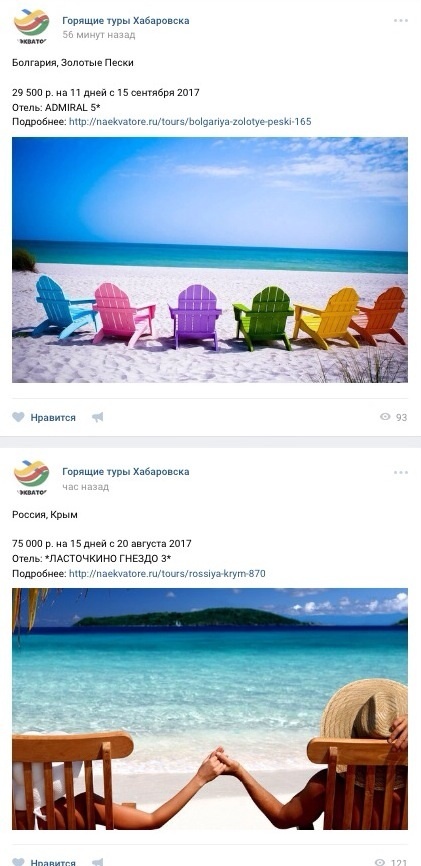 Горящие туры Хабаровска
56 минут назад
ЭКВАТО
Болгария, Золотые Пески
29 500 р. на 11 дней с 15 сентября 2017
Отель: ADMIRAL 5*
Подробнее: http://naekvatore.ru/tours/bolgariya-zolotye-peski-165
Нравится
93
Горящие туры Хабаровска
час назад
ЭКВАТО
Россия, Крым
75 000 р. на 15 дней с 20 августа 2017
Отель: *ЛАСТОЧКИНО ГНЕЗДО 3*
Подробнее: http://naekvatore.ru/tours/rossiya-krym-870
Нравится
121